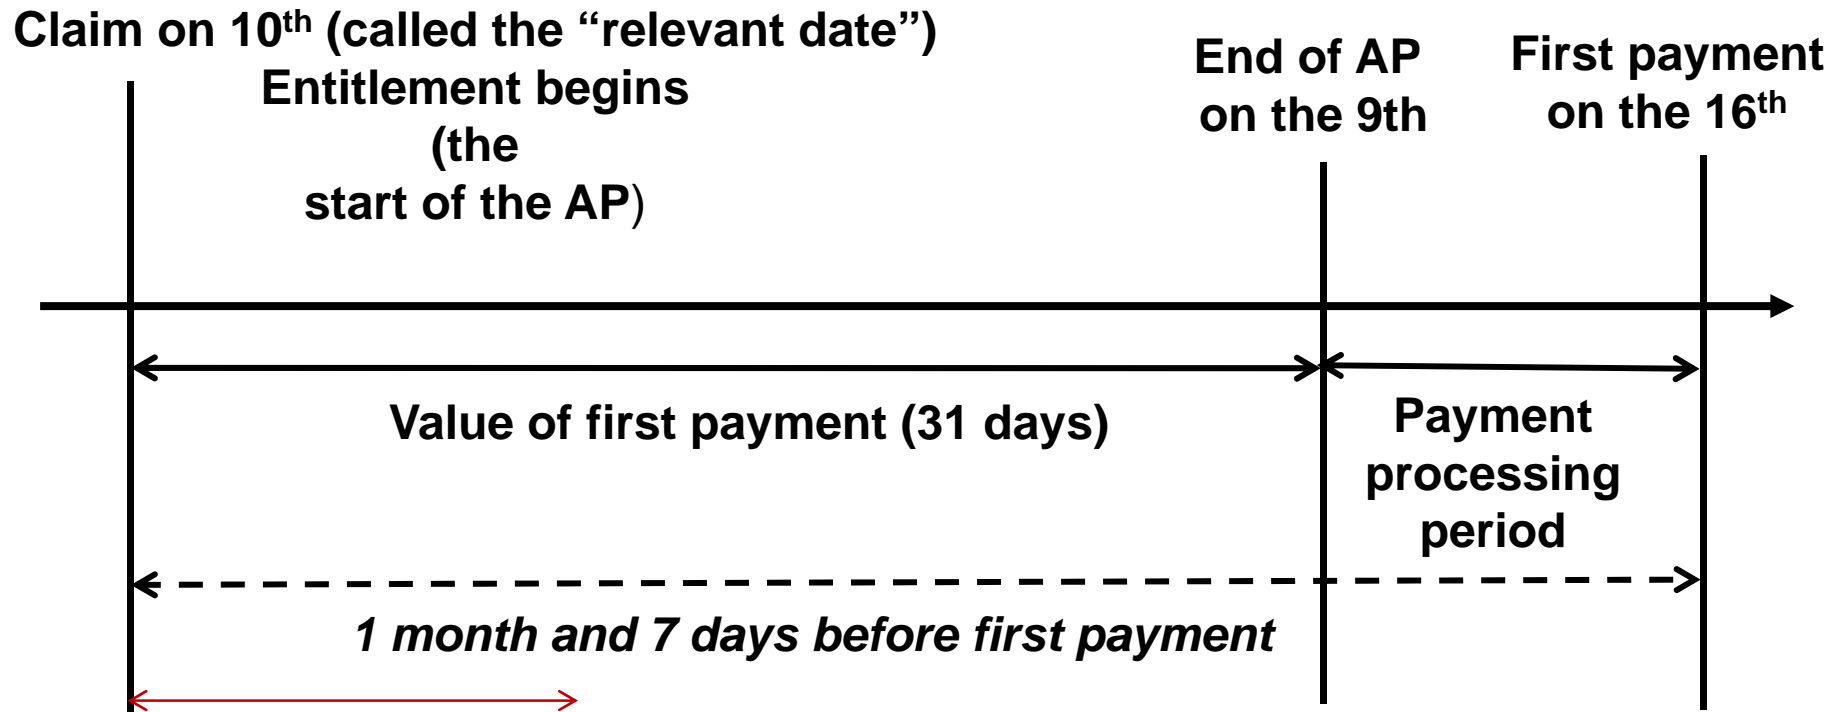 Claim on 10th (called the “relevant date”)
Entitlement begins
(the
start of the AP)
End of AP
on the 9th
First payment
on the 16th
Value of first payment (31 days)
Payment
processing
period
1 month and 7 days before first payment